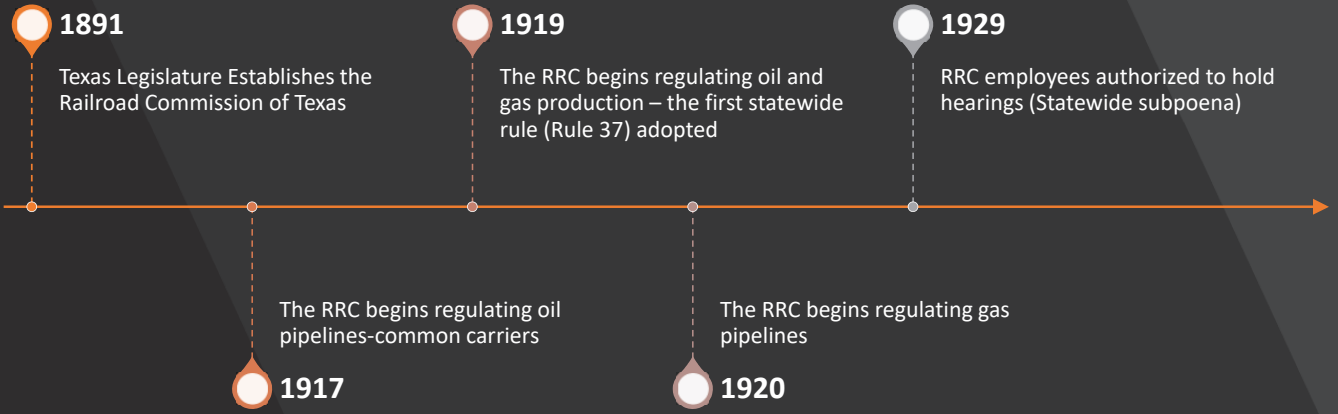 1891
Texas Legislature Establishes the
Railroad Commission of Texas
1919
The RRC begins regulating oil and
gas production – the first statewide
rule (Rule 37) adopted
1929
RRC employees authorized to hold
hearings (Statewide subpoena)
The RRC begins regulating oil
pipelines-common carriers
1917
The RRC begins regulating gas
pipelines
1920